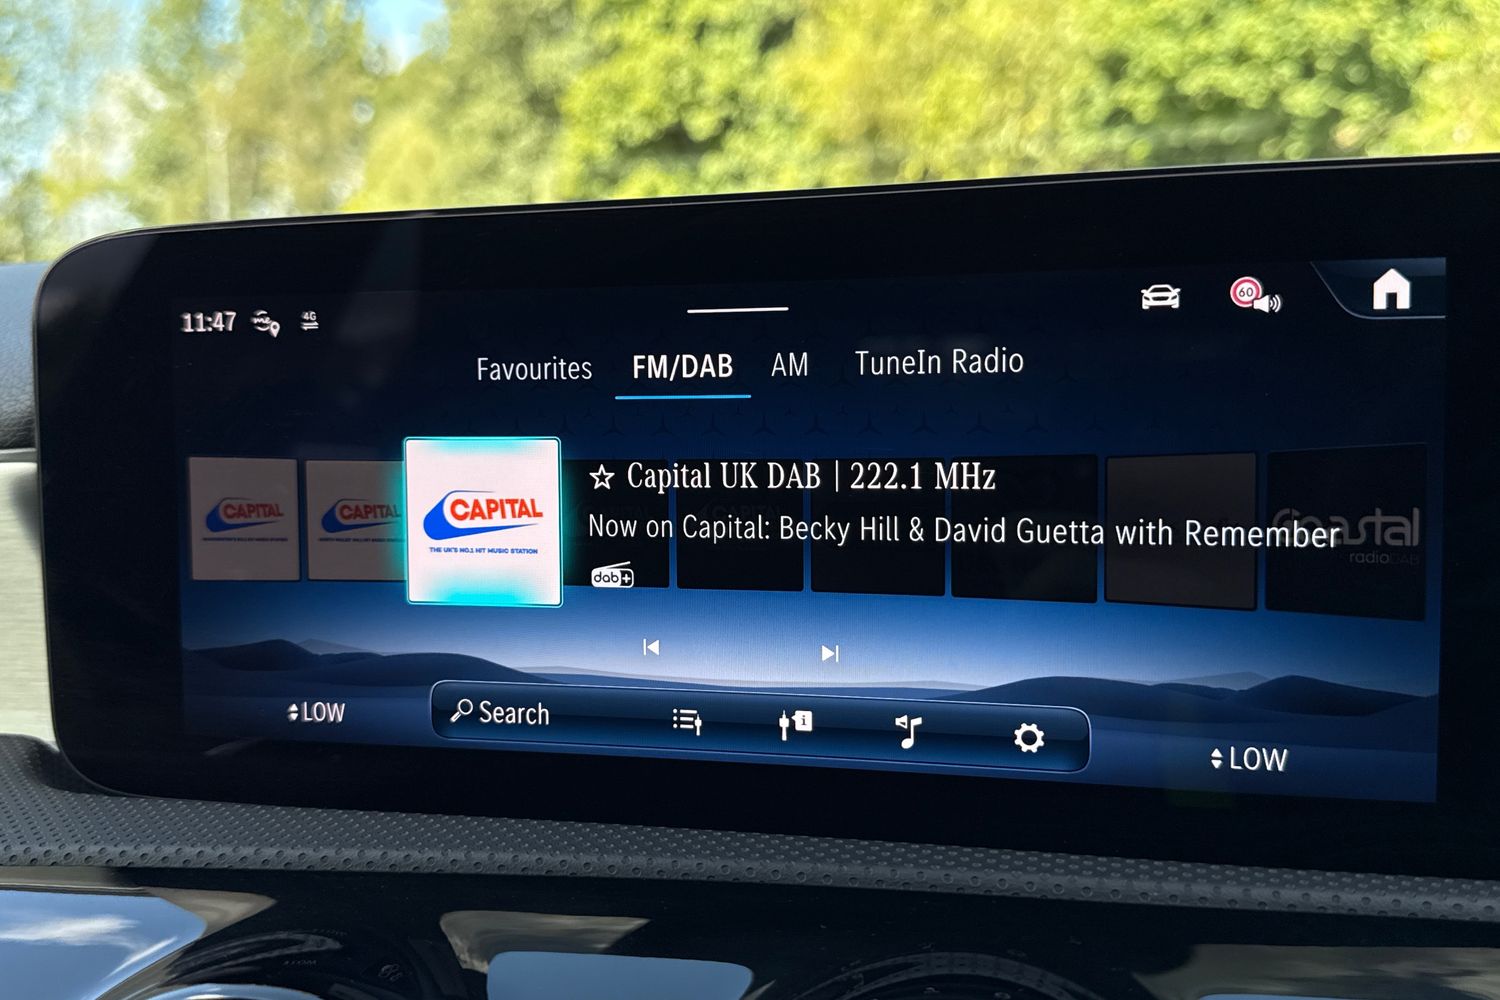 11:47
me
4G
60
Favourites FM/DAB AM TuneIn Radio
CAPITAL
CAPITAL
CAPITAL
THE UK'S NO.1 HIT MUSIC STATION
Capital UK DAB | 222.1 MHz
Now on Capital: Becky Hill & David Guetta with Remember
dab+
Coastal
radioDAB
LOW
Search
i
LOW